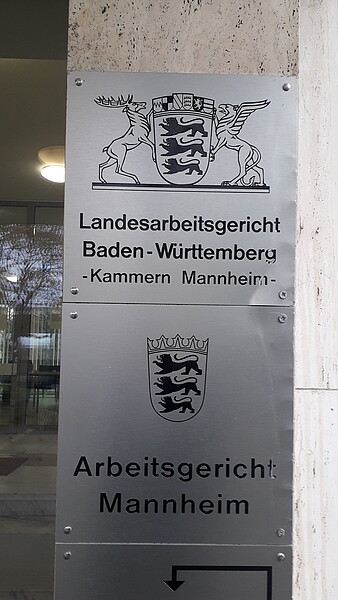 Landesarbeitsgericht
Baden-Württemberg
-Kammern Mannheim-
Arbeitsgericht
Mannheim